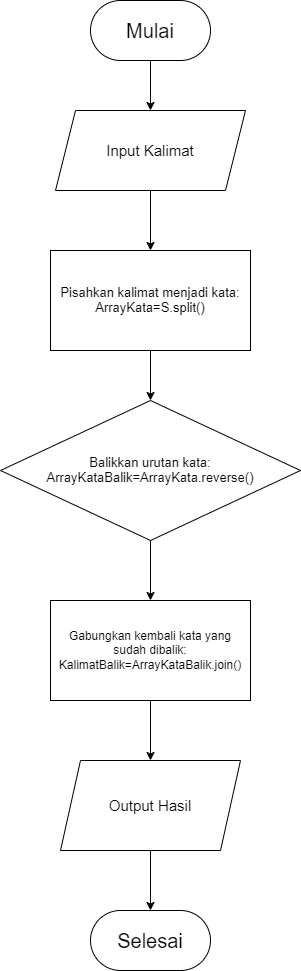 Mulai
Input Kalimat
Pisahkan kalimat menjadi kata:
ArrayKata=S.split()
Balikkan urutan kata:
ArrayKataBalik=ArrayKata.reverse()
Gabungkan kembali kata yang
sudah dibalik:
KalimatBalik=ArrayKataBalik.join()
Output Hasil
Selesai